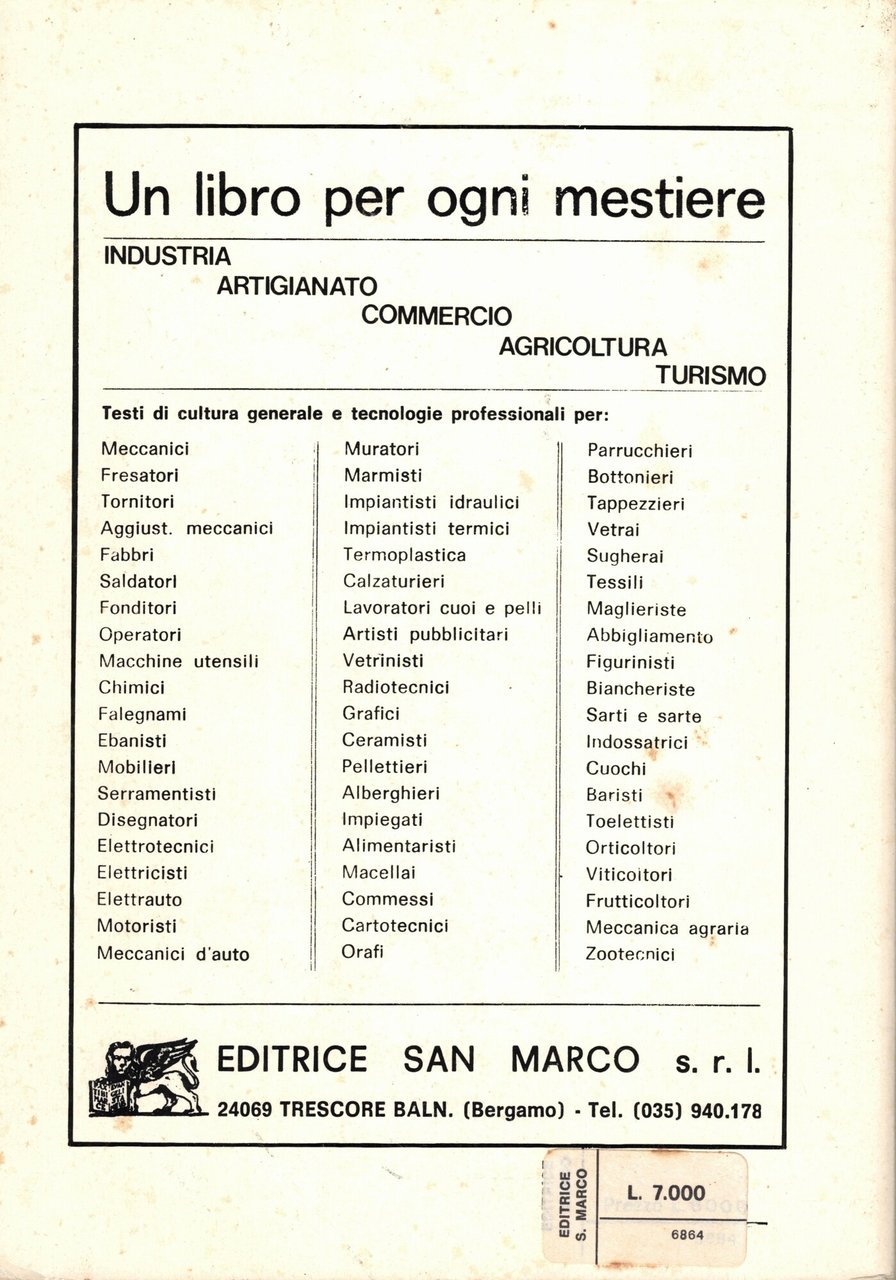 Un libro per ogni mestiere
INDUSTRIA
ARTIGIANATO
COMMERCIO
AGRICOLTURA
TURISMO
Testi di cultura generale e tecnologie professionali per:
Meccanici
Fresatori
Tornitori
Aggiust. meccanici
Fabbri
Saldatori
Fonditori
Operatori
Macchine utensili
Chimici
Falegnami
Ebanisti
Mobilieri
Serramentisti
Disegnatori
Elettrotecnici
Elettricisti
Elettrauto
Motoristi
Meccanici d'auto
Muratori
Marmisti
Impiantisti idraulici
Impiantisti termici
Termoplastica
Calzaturieri
Lavoratori cuoi e pelli
Artisti pubblicitari
Vetrinisti
Radiotecnici
Grafici
Ceramisti
Pellettieri
Alberghieri
Impiegati
Alimentaristi
Macellai
Commessi
Cartotecnici
Orafi
Parrucchieri
Bottonieri
Tappezzieri
Vetrai
Sugherai
Tessili
Maglieriste
Abbigliamento
Figurinisti
Biancheriste
Sarti e sarte
Indossatrici
Cuochi
Baristi
Toelettisti
Orticoltori
Viticoltori
Frutticoltori
Meccanica agraria
Zootecnici
EDITRICE SAN MARCO s. r. l.
24069 TRESCORE BALN. (Bergamo) - Tel. (035) 940.178
EDITRICE
S. MARCO
L. 7.000
6864